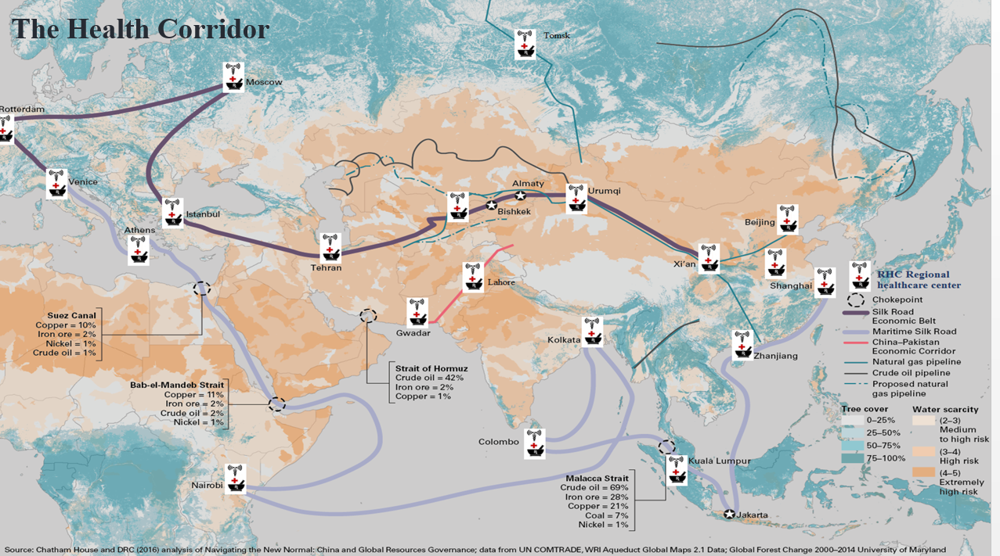 The Health Corridor
Tomsk
Moscow
Rotterdam
Venice
Almaty
Urumqi
Istanbul
Bishkek
Athens
Beijing
Tehran
Xi'an
Lahore
Shanghai
RHC Regional
healthcare center
Chokepoint
Silk Road
Economic Belt
Maritime Silk Road
China–Pakistan
Economic Corridor
Natural gas pipeline
Crude oil pipeline
Proposed natural
gas pipeline
Suez Canal
Copper = 10%
Iron ore = 2%
Nickel = 1%
Crude oil = 1%
Gwadar
Kolkata
Zhanjiang
Strait of Hormuz
Crude oil = 42%
Iron ore = 2%
Copper = 1%
Bab-el-Mandeb Strait
Copper = 11%
Iron ore = 2%
Crude oil = 2%
Nickel = 1%
Tree cover
0–25%
25–50%
50–75%
75–100%
Water scarcity
(2–3)
Medium
to high risk
(3–4)
High risk
(4–5)
Extremely
high risk
Colombo
Kuala Lumpur
Nairobi
Malacca Strait
Crude oil = 69%
Iron ore = 28%
Copper = 21%
Coal = 7%
Nickel = 1%
Jakarta
Source: Chatham House and DRC (2016) analysis of Navigating the New Normal: China and Global Resources Governance; data from UN COMTRADE, WRI Aqueduct Global Maps 2.1 Data; Global Forest Change 2000–2014 University of Maryland